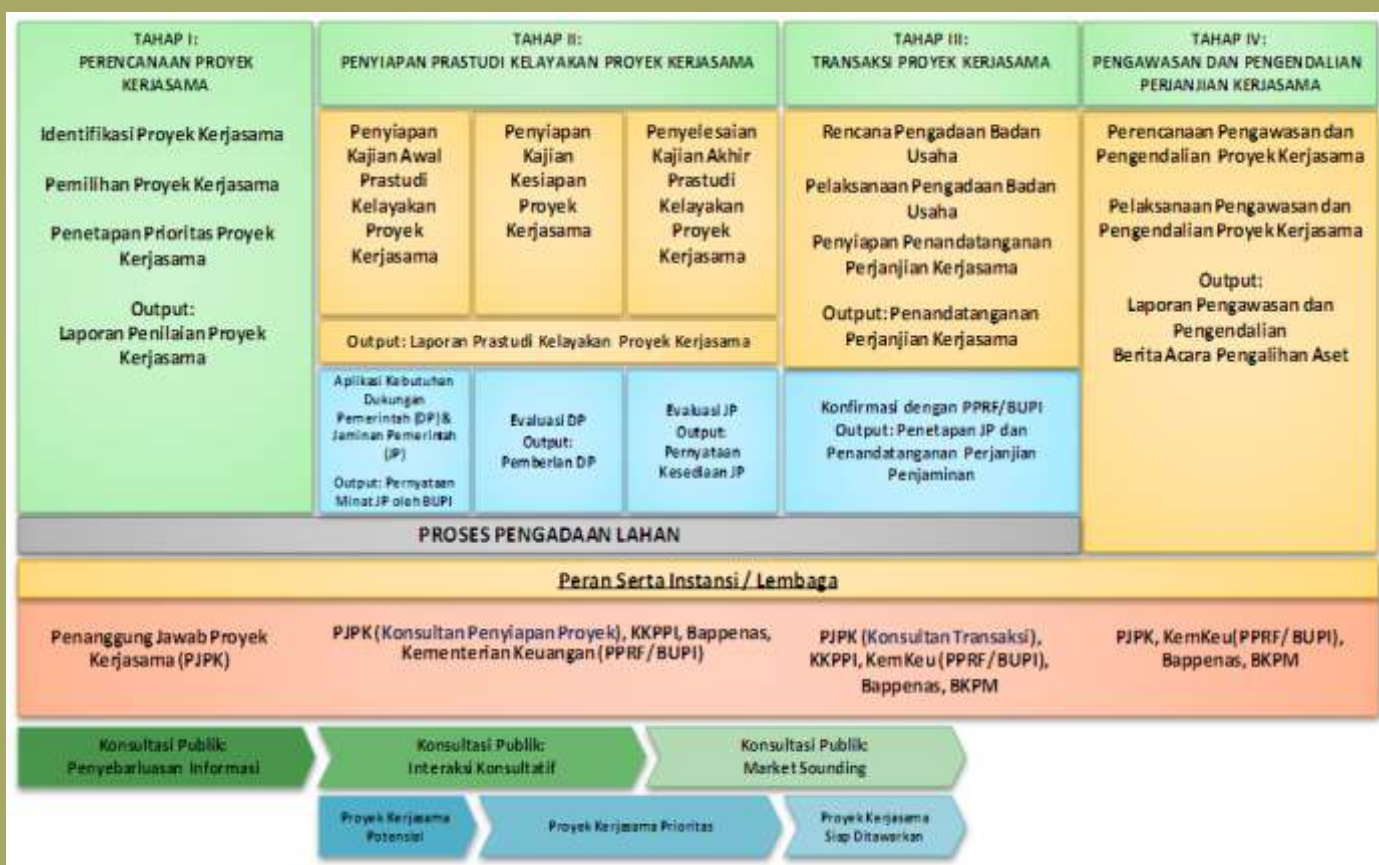 TAHAP I:
PERENCANAAN PROYEK
KERJASAMA
Identifikasi Proyek Kerjasama
Pemilihan Proyek Kerjasama
Penetapan Prioritas Proyek
Kerjasama
Output:
Laporan Penilaian Proyek
Kerjasama
TAHAP II:
PENYIAPAN PRASTUDI KELAYAKAN PROYEK KERJASAMA
Penyiapan
Kajian Awal
Prastudi
Kelayakan
Proyek
Kerjasama
Penyiapan
Kajian
Kesiapan
Proyek
Kerjasama
Penyelesaian
Kajian Akhir
Prastudi
Kelayakan
Proyek
Kerjasama
Output: Laporan Prastudi Kelayakan Proyek Kerjasama
Aplikasi Kebutuhan
Dukungan
Pemerintah (DP)&
Jaminan Pemerintah
(JP)
Output: Pernyataan
Minat JP oleh BUPI
Evaluasi DP
Output:
Pemberian DP
Evaluasi JP
Output:
Pernyataan
Kesediaan JP
TAHAP III:
TRANSAKSI PROYEK KERJASAMA
Rencana Pengadaan Badan
Usaha
Pelaksanaan Pengadaan Badan
Usaha
Penyiapan Penandatanganan
Perjanjian Kerjasama
Output: Penandatanganan
Perjanjian Kerjasama
Konfirmasi dengan PPRF/BUPI
Output: Penetapan JP dan
Penandatanganan Perjanjian
Penjaminan
TAHAP IV:
PENGAWASAN DAN PENGENDALIAN
PERJANJIAN KERJASAMA
Perencanaan Pengawasan dan
Pengendalian Proyek Kerjasama
Pelaksanaan Pengawasan dan
Pengendalian Proyek Kerjasama
Output:
Laporan Pengawasan dan
Pengendalian
Berita Acara Pengalihan Aset
PROSES PENGADAAN LAHAN
Peran Serta Instansi / Lembaga
Penanggung Jawab Proyek
Kerjasama (PJPK)
PJPK (Konsultan Penyiapan Proyek), KKPPI, Bappenas,
Kementerian Keuangan (PPRF/BUPI)
PJPK (Konsultan Transaksi),
KKPPI, KemKeu (PPRF/BUPI),
Bappenas, BKPM
PJPK, KemKeu(PPRF/ BUPI),
Bappenas, BKPM
Konsultasi Publik:
Penyebarluasan Informasi
Konsultasi Publik:
Interaksi Konsultatif
Konsultasi Publik:
Market Sounding
Proyek Kerjasama
Potensial
Proyek Kerjasama Prioritas
Proyek Kerjasama
Siap Ditawarkan